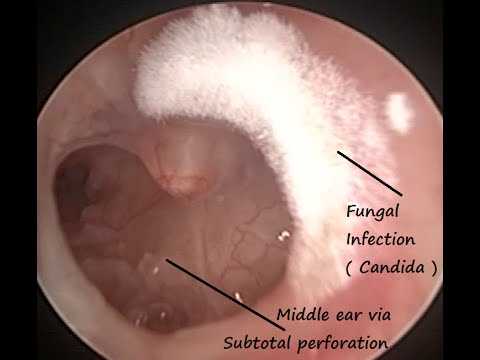 Fungal
Infection
( Candida )
Middle ear via
Subtotal perforation